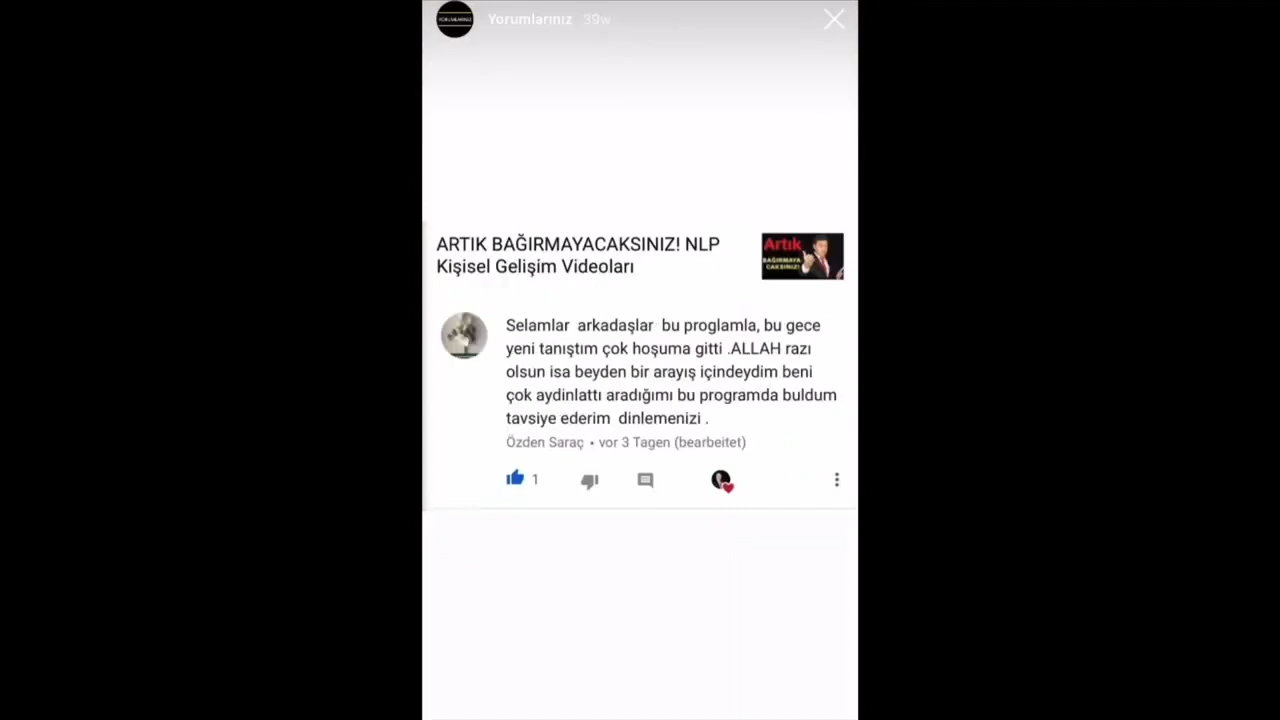 YORUMLARINIZ
Yorumlarınız 39w
ARTIK BAĞIRMAYACAKSINIZ! NLP
Kişisel Gelişim Videoları
Artık
BAĞIRMAYA
CAKSINIZ!
Selamlar arkadaşlar bu proglamla, bu gece
yeni tanıştım çok hoşuma gitti .ALLAH razı
olsun isa beyden bir arayış içindeydim beni
çok aydinlattı aradığımı bu programda buldum
tavsiye ederim dinlemenizi .
Özden Saraç • vor 3 Tagen (bearbeitet)
1